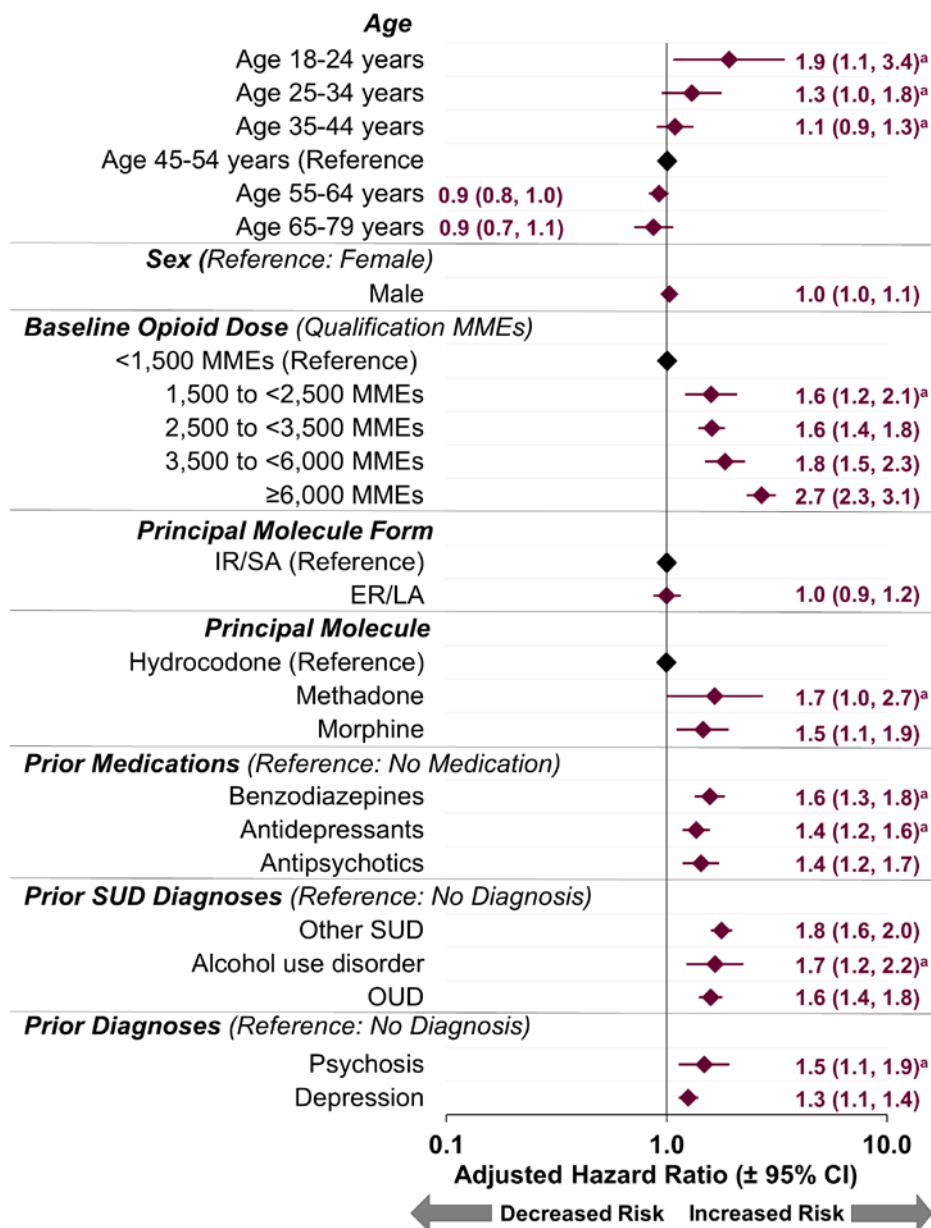 Age
Age 18-24 years 1.9 (1.1, 3.4)ᵃ
Age 25-34 years 1.3 (1.0, 1.8)ᵃ
Age 35-44 years 1.1 (0.9, 1.3)ᵃ
Age 45-54 years (Reference
Age 55-64 years 0.9 (0.8, 1.0)
Age 65-79 years 0.9 (0.7, 1.1)
Sex (Reference: Female)
Male 1.0 (1.0, 1.1)
Baseline Opioid Dose (Qualification MMEs)
<1,500 MMEs (Reference)
1,500 to <2,500 MMEs 1.6 (1.2, 2.1)ᵃ
2,500 to <3,500 MMEs 1.6 (1.4, 1.8)
3,500 to <6,000 MMEs 1.8 (1.5, 2.3)
≥6,000 MMEs 2.7 (2.3, 3.1)
Principal Molecule Form
IR/SA (Reference)
ER/LA 1.0 (0.9, 1.2)
Principal Molecule
Hydrocodone (Reference)
Methadone 1.7 (1.0, 2.7)ᵃ
Morphine 1.5 (1.1, 1.9)
Prior Medications (Reference: No Medication)
Benzodiazepines 1.6 (1.3, 1.8)ᵃ
Antidepressants 1.4 (1.2, 1.6)ᵃ
Antipsychotics 1.4 (1.2, 1.7)
Prior SUD Diagnoses (Reference: No Diagnosis)
Other SUD 1.8 (1.6, 2.0)
Alcohol use disorder 1.7 (1.2, 2.2)ᵃ
OUD 1.6 (1.4, 1.8)
Prior Diagnoses (Reference: No Diagnosis)
Psychosis 1.5 (1.1, 1.9)ᵃ
Depression 1.3 (1.1, 1.4)
0.1 1.0 10.0
Adjusted Hazard Ratio (± 95% CI)
Decreased Risk Increased Risk